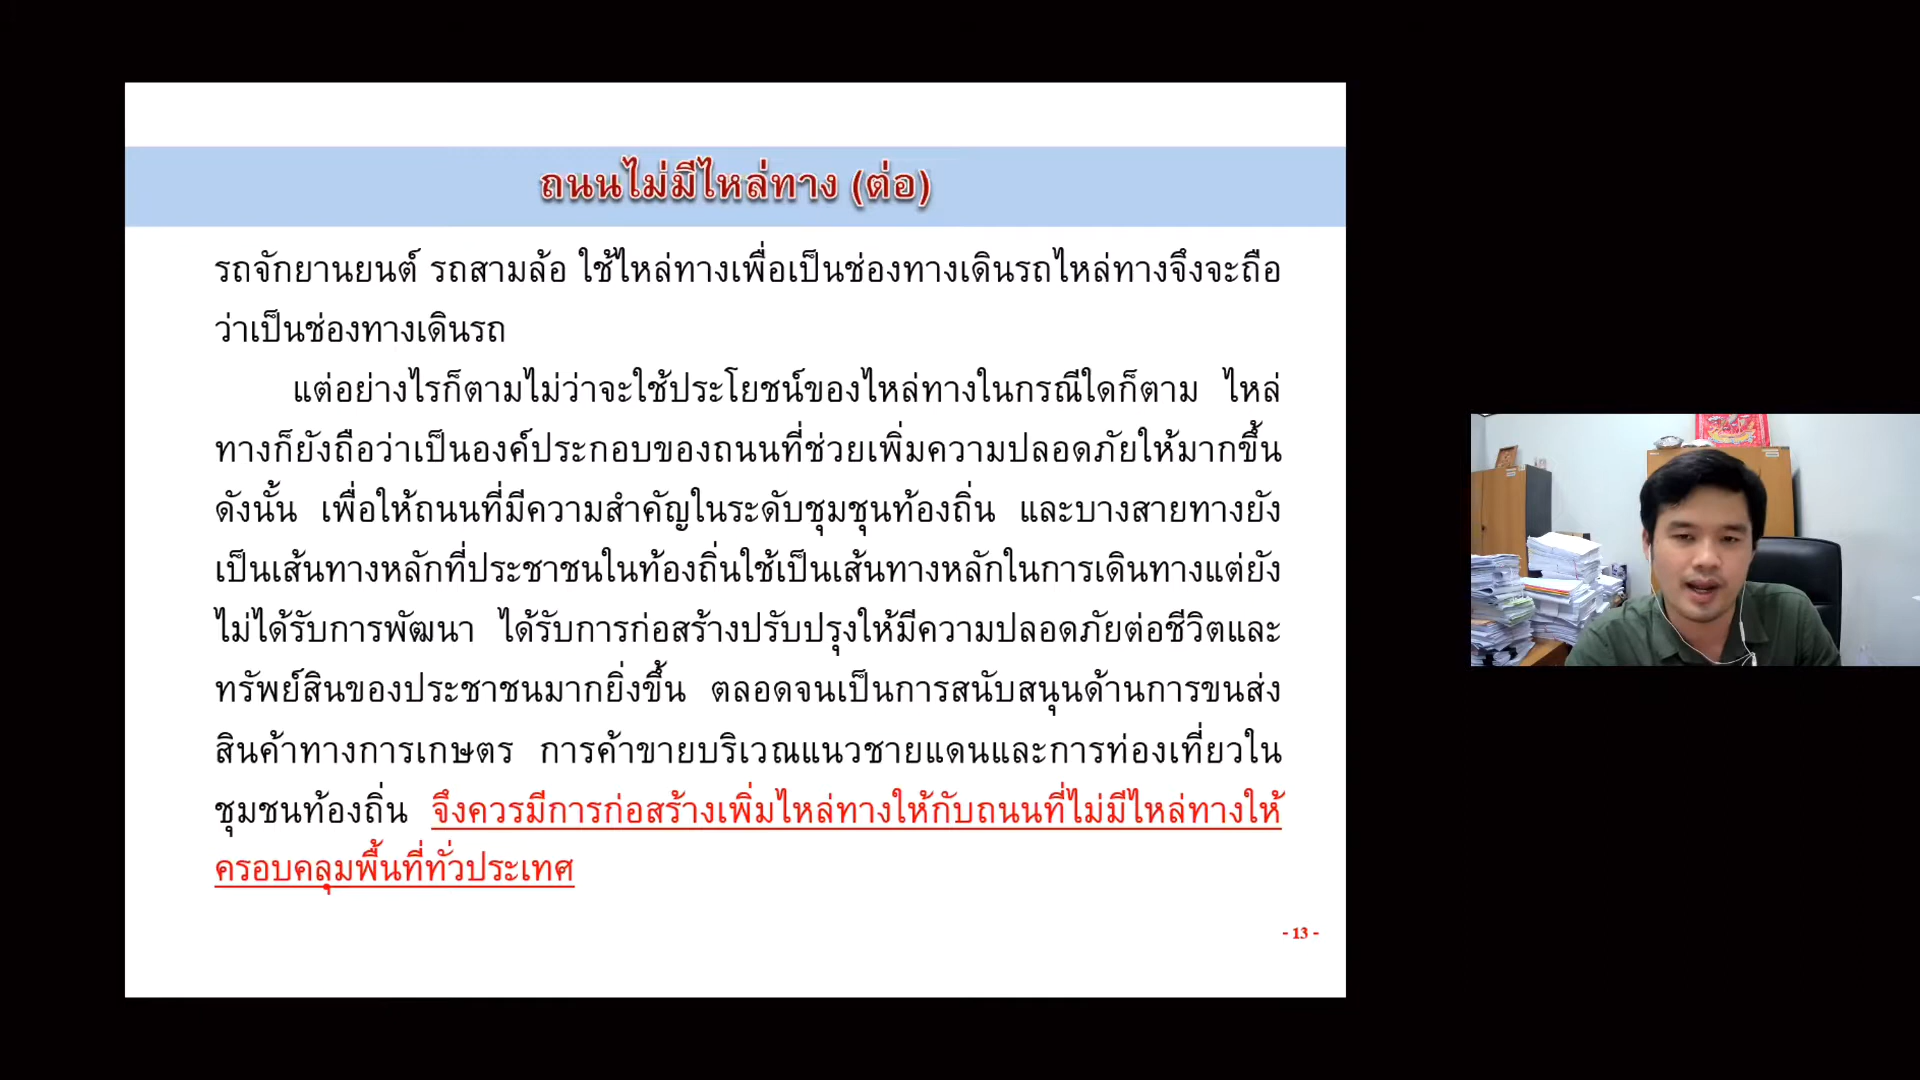 ถนนไม่มีไหล่ทาง (ต่อ)
รถจักยานยนต์ รถสามล้อ ใช้ไหล่ทางเพื่อเป็นช่องทางเดินรถไหล่ทางจึงจะถือ
ว่าเป็นช่องทางเดินรถ
แต่อย่างไรก็ตามไม่ว่าจะใช้ประโยชน์ของไหล่ทางในกรณีใดก็ตาม ไหล่
ทางก็ยังถือว่าเป็นองค์ประกอบของถนนที่ช่วยเพิ่มความปลอดภัยให้มากขึ้น
ดังนั้น เพื่อให้ถนนที่มีความสำคัญในระดับชุมชุนท้องถิ่น และบางสายทางยัง
เป็นเส้นทางหลักที่ประชาชนในท้องถิ่นใช้เป็นเส้นทางหลักในการเดินทางแต่ยัง
ไม่ได้รับการพัฒนา ได้รับการก่อสร้างปรับปรุงให้มีความปลอดภัยต่อชีวิตและ
ทรัพย์สินของประชาชนมากยิ่งขึ้น ตลอดจนเป็นการสนับสนุนด้านการขนส่ง
สินค้าทางการเกษตร การค้าขายบริเวณแนวชายแดนและการท่องเที่ยวใน
ชุมชนท้องถิ่น จึงควรมีการก่อสร้างเพิ่มไหล่ทางให้กับถนนที่ไม่มีไหล่ทางให้
ครอบคลุมพื้นที่ทั่วประเทศ
- 13 -